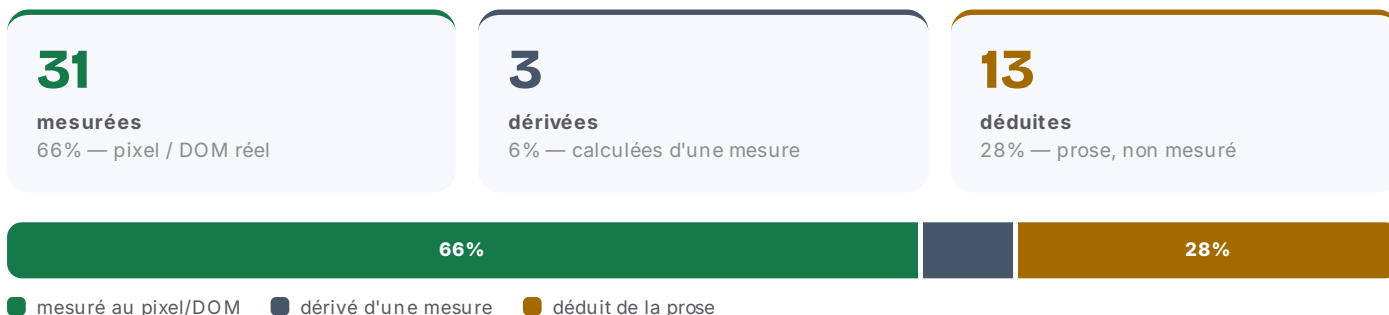 31
mesurées
66% — pixel / DOM réel
3
dérivées
6% — calculées d'une mesure
13
déduites
28% — prose, non mesuré
66%
28%
mesuré au pixel/DOM
dérivé d'une mesure
déduit de la prose